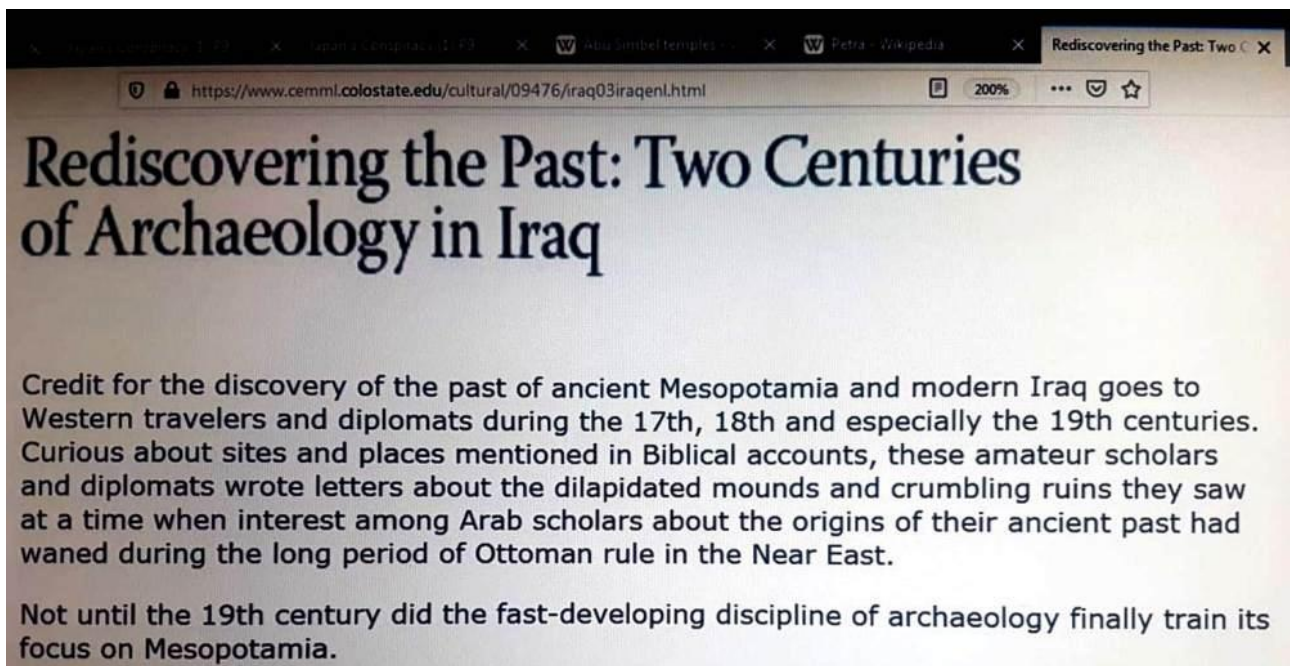 Abu Simbel temples
Petra - Wikipedia
Rediscovering the Past: Two C
https://www.cemml.colostate.edu/cultural/09476/iraq03iraqenl.html
200%
Rediscovering the Past: Two Centuries
of Archaeology in Iraq
Credit for the discovery of the past of ancient Mesopotamia and modern Iraq goes to
Western travelers and diplomats during the 17th, 18th and especially the 19th centuries.
Curious about sites and places mentioned in Biblical accounts, these amateur scholars
and diplomats wrote letters about the dilapidated mounds and crumbling ruins they saw
at a time when interest among Arab scholars about the origins of their ancient past had
waned during the long period of Ottoman rule in the Near East.
Not until the 19th century did the fast-developing discipline of archaeology finally train its
focus on Mesopotamia.